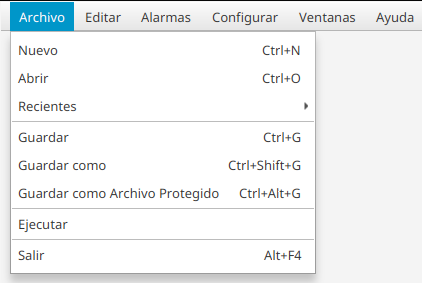 Archivo Editar Alarmas Configurar Ventanas Ayuda
Nuevo Ctrl+N
Abrir Ctrl+O
Recientes
Guardar Ctrl+G
Guardar como Ctrl+Shift+G
Guardar como Archivo Protegido Ctrl+Alt+G
Ejecutar
Salir Alt+F4